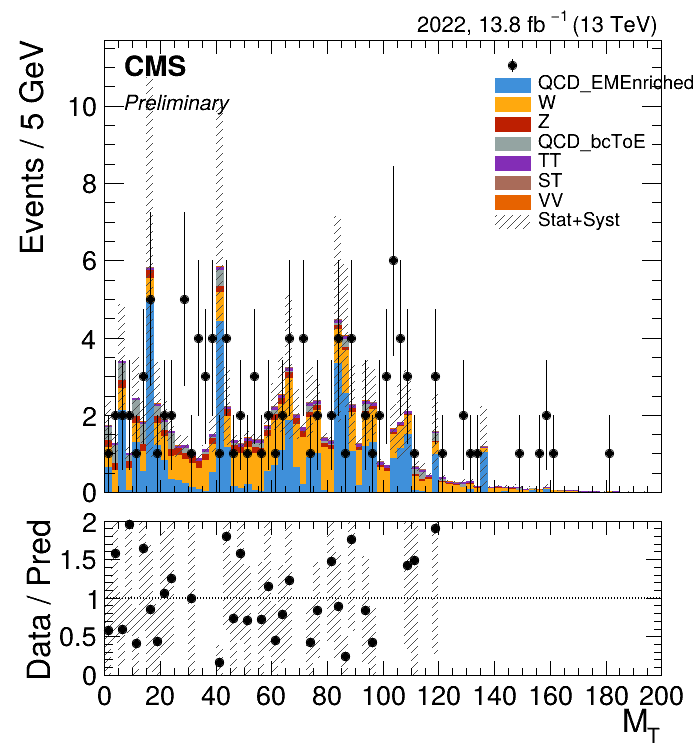 2022, 13.8 fb⁻¹ (13 TeV)
CMS
Preliminary
QCD_EMEnriched
W
Z
QCD_bcToE
TT
ST
VV
Stat+Syst
Events / 5 GeV
10
8
6
4
2
0
Data / Pred
2
1.5
1
0.5
0
0 20 40 60 80 100 120 140 160 180 200
M_T